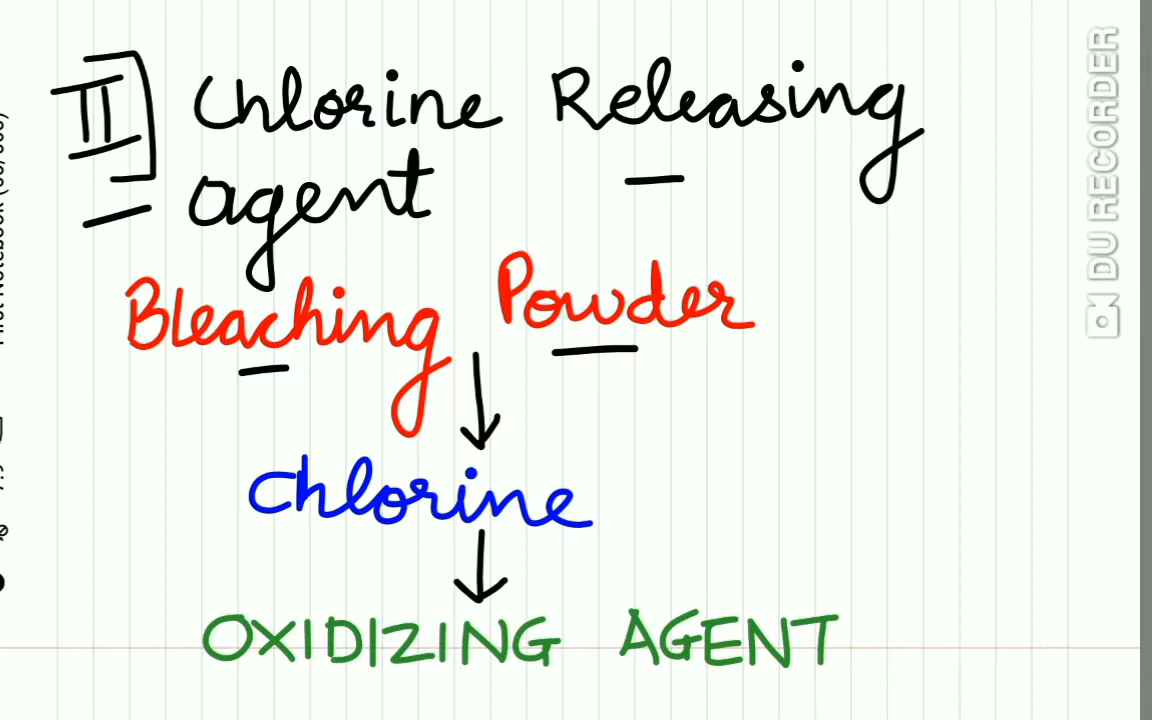 II] Chlorine Releasing
agent
Bleaching Powder
Chlorine
OXIDIZING AGENT
DU RECORDER